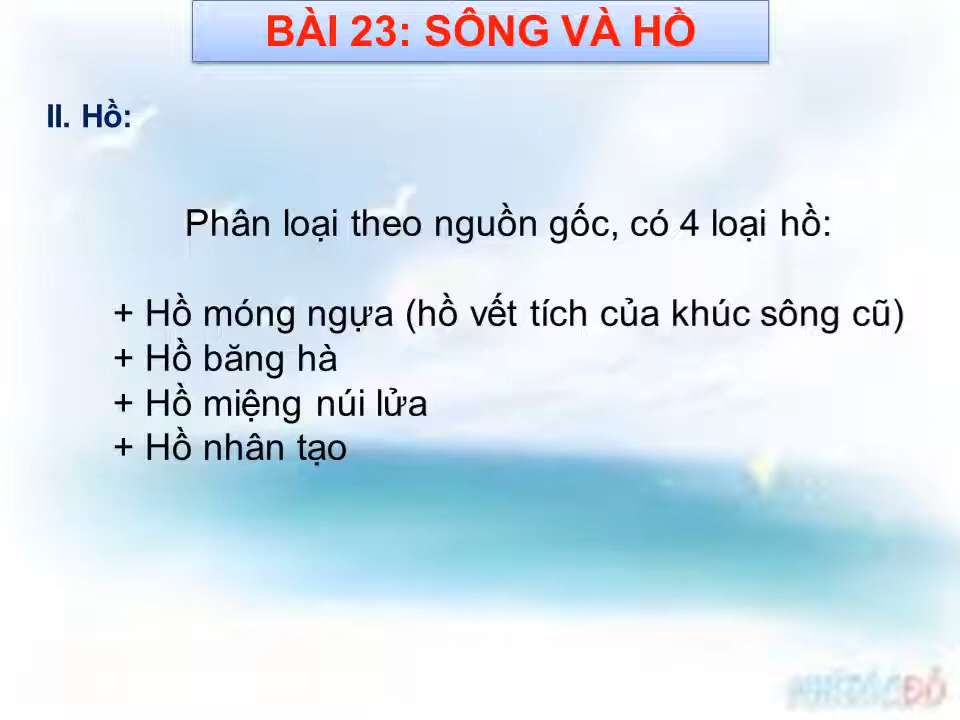 BÀI 23: SÔNG VÀ HỒ
II. Hồ:
Phân loại theo nguồn gốc, có 4 loại hồ:
+ Hồ móng ngựa (hồ vết tích của khúc sông cũ)
+ Hồ băng hà
+ Hồ miệng núi lửa
+ Hồ nhân tạo